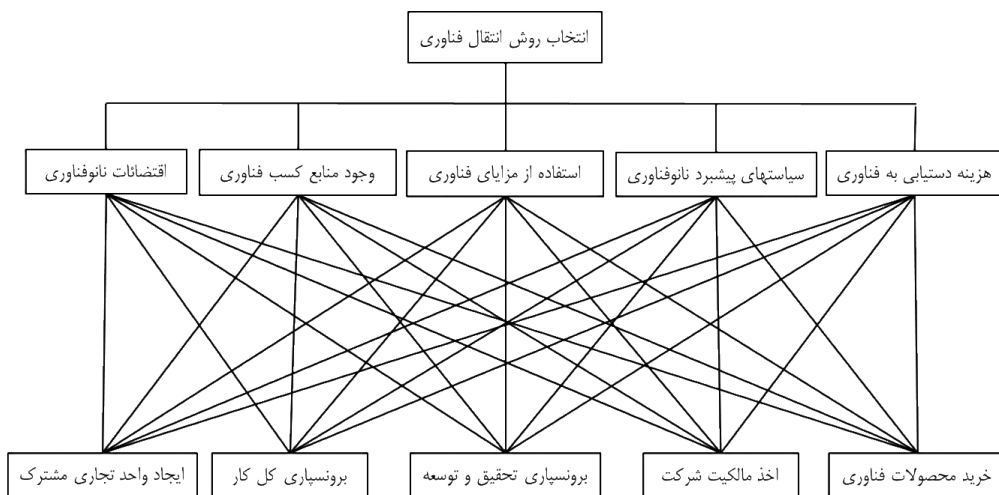 انتخاب روش انتقال فناوری
هزینه دستیابی به فناوری
سیاستهای پیشبرد نانوفناوری
استفاده از مزایای فناوری
وجود منابع کسب فناوری
اقتضائات نانوفناوری
خرید محصولات فناوری
اخذ مالکیت شرکت
برونسپاری تحقیق و توسعه
برونسپاری کل کار
ایجاد واحد تجاری مشترک